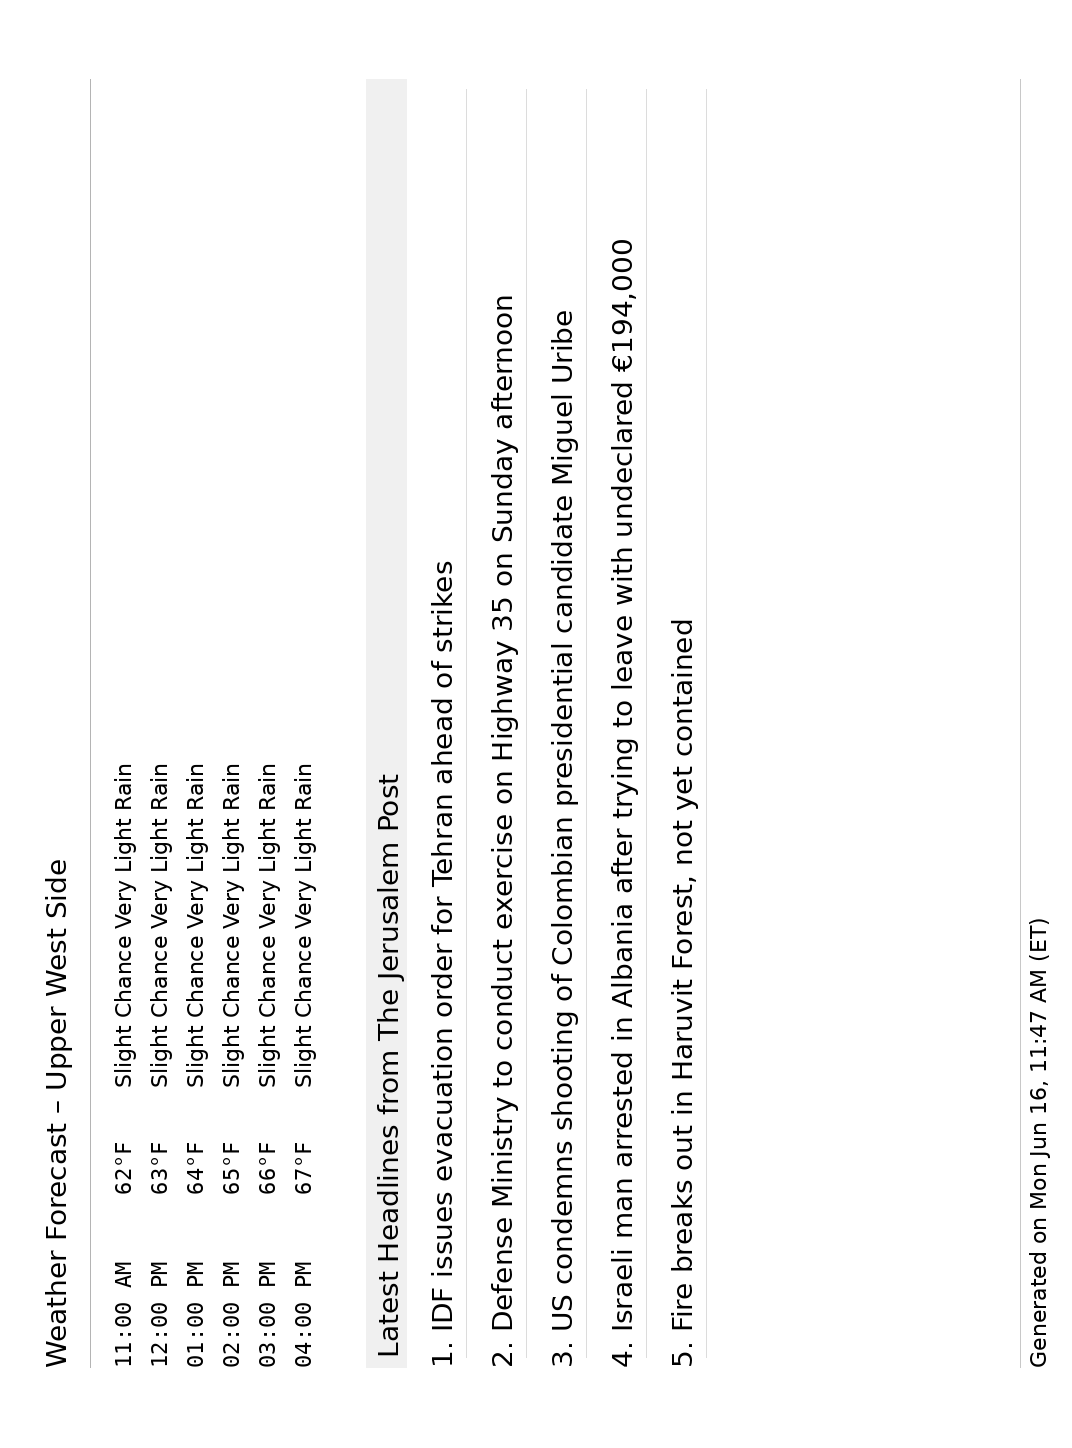 Weather Forecast – Upper West Side
11:00 AM 62°F Slight Chance Very Light Rain
12:00 PM 63°F Slight Chance Very Light Rain
01:00 PM 64°F Slight Chance Very Light Rain
02:00 PM 65°F Slight Chance Very Light Rain
03:00 PM 66°F Slight Chance Very Light Rain
04:00 PM 67°F Slight Chance Very Light Rain
Latest Headlines from The Jerusalem Post
1. IDF issues evacuation order for Tehran ahead of strikes
2. Defense Ministry to conduct exercise on Highway 35 on Sunday afternoon
3. US condemns shooting of Colombian presidential candidate Miguel Uribe
4. Israeli man arrested in Albania after trying to leave with undeclared €194,000
5. Fire breaks out in Haruvit Forest, not yet contained
Generated on Mon Jun 16, 11:47 AM (ET)